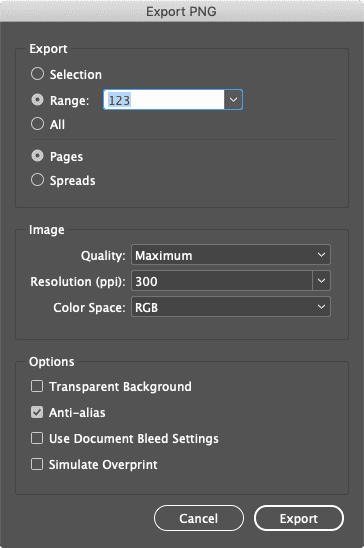 Export PNG
Export
Selection
Range: 123
All
Pages
Spreads
Image
Quality: Maximum
Resolution (ppi): 300
Color Space: RGB
Options
Transparent Background
Anti-alias
Use Document Bleed Settings
Simulate Overprint
Cancel Export